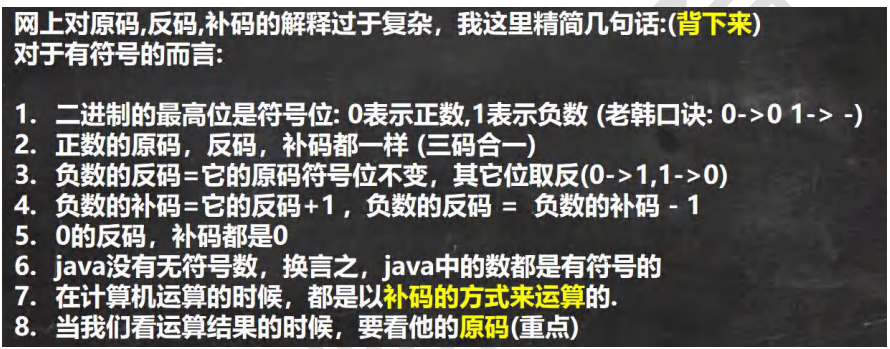 网上对原码,反码,补码的解释过于复杂，我这里精简几句话:(背下来)
对于有符号的而言:
1. 二进制的最高位是符号位: 0表示正数,1表示负数 (老韩口诀: 0->0 1-> -)
2. 正数的原码，反码，补码都一样 (三码合一)
3. 负数的反码=它的原码符号位不变，其它位取反(0->1,1->0)
4. 负数的补码=它的反码+1 ，负数的反码 = 负数的补码 - 1
5. 0的反码，补码都是0
6. java没有无符号数，换言之，java中的数都是有符号的
7. 在计算机运算的时候，都是以补码的方式来运算的.
8. 当我们看运算结果的时候，要看他的原码(重点)